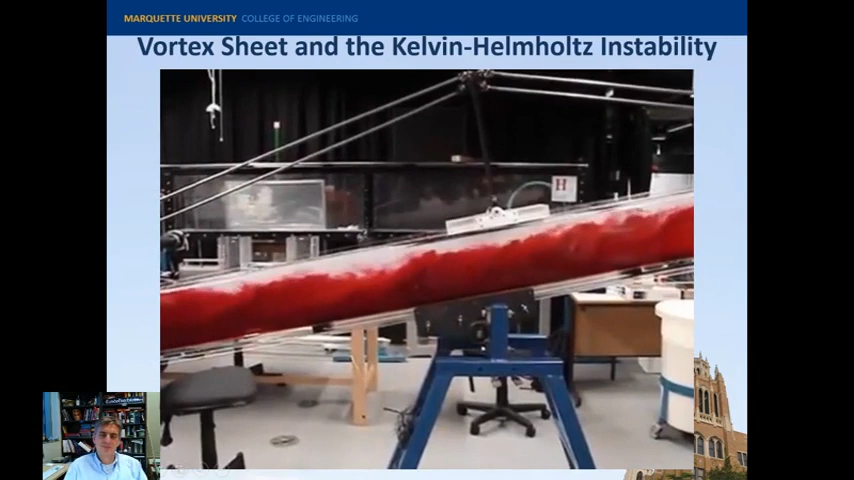 MARQUETTE UNIVERSITY COLLEGE OF ENGINEERING
Vortex Sheet and the Kelvin-Helmholtz Instability
H